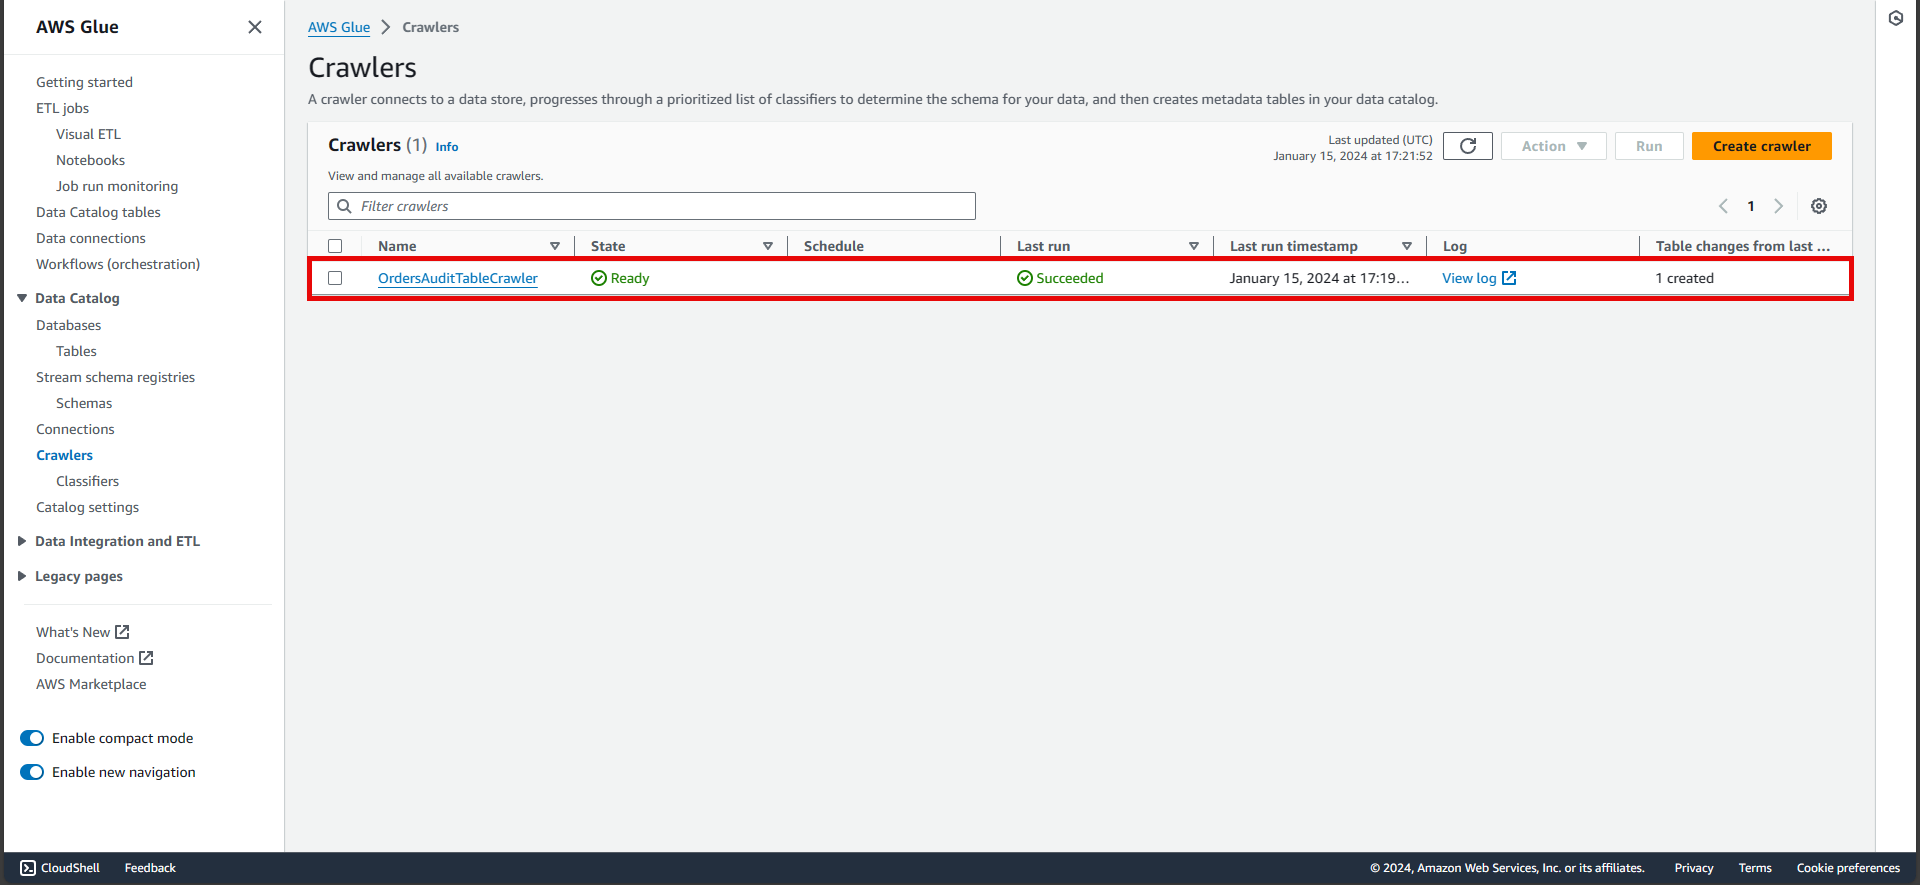 AWS Glue
Getting started
ETL jobs
Visual ETL
Notebooks
Job run monitoring
Data Catalog tables
Data connections
Workflows (orchestration)
Data Catalog
Databases
Tables
Stream schema registries
Schemas
Connections
Crawlers
Classifiers
Catalog settings
Data Integration and ETL
Legacy pages
What's New
Documentation
AWS Marketplace
Enable compact mode
Enable new navigation
AWS Glue > Crawlers
Crawlers
A crawler connects to a data store, progresses through a prioritized list of classifiers to determine the schema for your data, and then creates metadata tables in your data catalog.
Crawlers (1) Info
Last updated (UTC)
January 15, 2024 at 17:21:52
Action
Run
Create crawler
View and manage all available crawlers.
Filter crawlers
1
Name State Schedule Last run Last run timestamp Log Table changes from last ...
OrdersAuditTableCrawler Ready Succeeded January 15, 2024 at 17:19... View log 1 created
CloudShell Feedback © 2024, Amazon Web Services, Inc. or its affiliates. Privacy Terms Cookie preferences